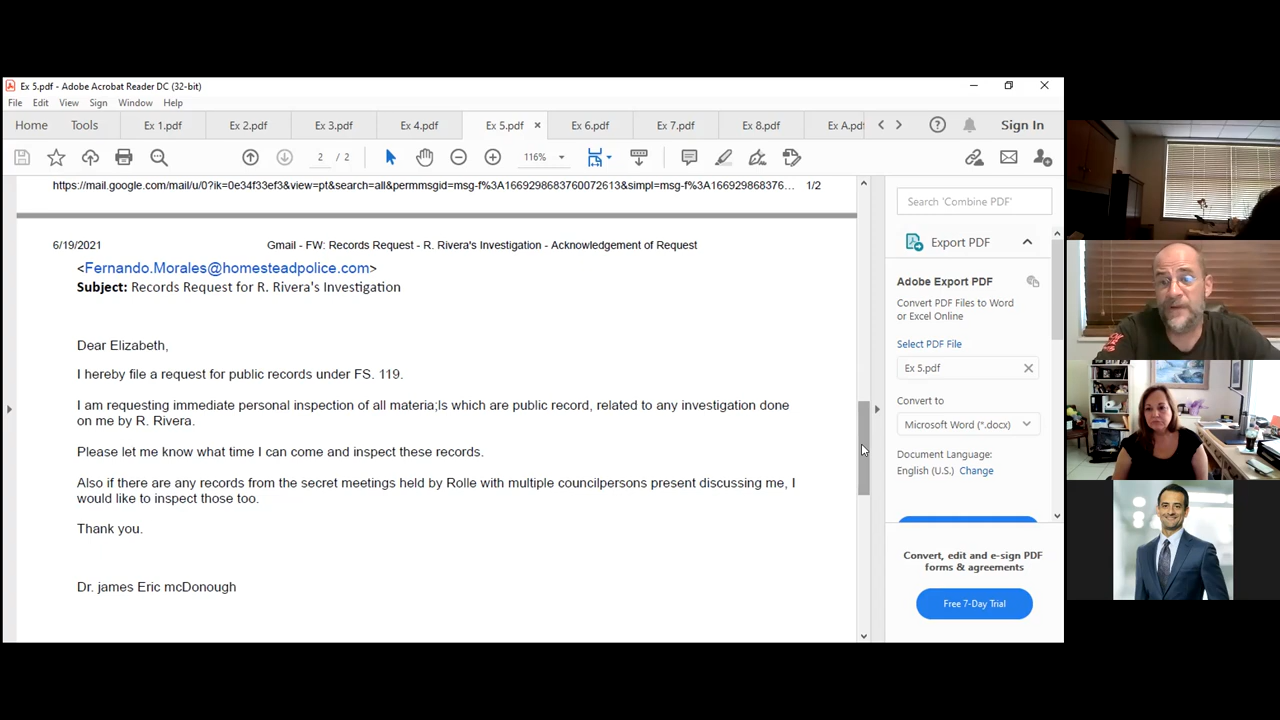 Ex 5.pdf - Adobe Acrobat Reader DC (32-bit)
File Edit View Sign Window Help
Home Tools Ex 1.pdf Ex 2.pdf Ex 3.pdf Ex 4.pdf Ex 5.pdf × Ex 6.pdf Ex 7.pdf Ex 8.pdf Ex A.pdf Sign In
2 / 2 116%
https://mail.google.com/mail/u/0?ik=0e34f33ef3&view=pt&search=all&permmsgid=msg-f%3A1669298683760072613&simpl=msg-f%3A166929868376... 1/2
6/19/2021 Gmail - FW: Records Request - R. Rivera's Investigation - Acknowledgement of Request
<Fernando.Morales@homesteadpolice.com>
Subject: Records Request for R. Rivera's Investigation
Dear Elizabeth,
I hereby file a request for public records under FS. 119.
I am requesting immediate personal inspection of all materia;ls which are public record, related to any investigation done
on me by R. Rivera.
Please let me know what time I can come and inspect these records.
Also if there are any records from the secret meetings held by Rolle with multiple councilpersons present discussing me, I
would like to inspect those too.
Thank you.
Dr. james Eric mcDonough
Search 'Combine PDF'
Export PDF
Adobe Export PDF
Convert PDF Files to Word
or Excel Online
Select PDF File
Ex 5.pdf
Convert to
Microsoft Word (*.docx)
Document Language:
English (U.S.) Change
Convert, edit and e-sign PDF
forms & agreements
Free 7-Day Trial